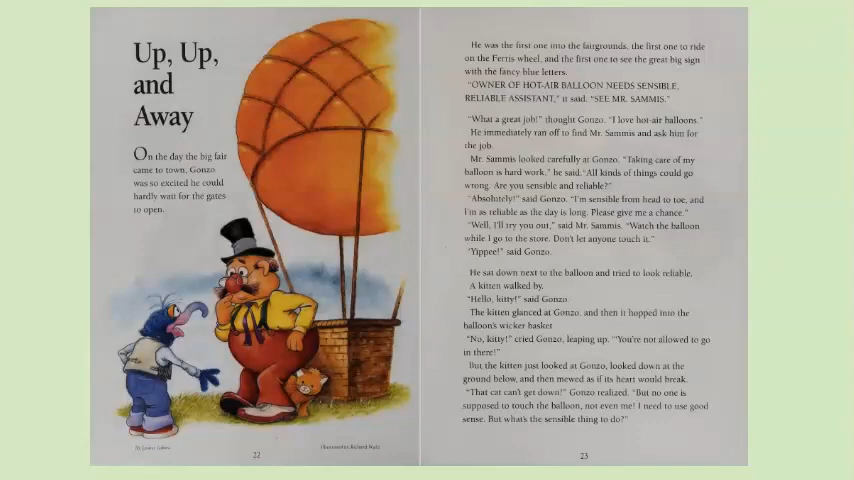 Up, Up,
and
Away
On the day the big fair
came to town, Gonzo
was so excited he could
hardly wait for the gates
to open.
By Louise Gikow
22
Illustrated by Richard Walz
He was the first one into the fairgrounds, the first one to ride
on the Ferris wheel, and the first one to see the great big sign
with the fancy blue letters.
"OWNER OF HOT-AIR BALLOON NEEDS SENSIBLE,
RELIABLE ASSISTANT," it said. "SEE MR. SAMMIS."
"What a great job!" thought Gonzo. "I love hot-air balloons."
He immediately ran off to find Mr. Sammis and ask him for
the job.
Mr. Sammis looked carefully at Gonzo. "Taking care of my
balloon is hard work," he said. "All kinds of things could go
wrong. Are you sensible and reliable?"
"Absolutely!" said Gonzo. "I'm sensible from head to toe, and
I'm as reliable as the day is long. Please give me a chance."
"Well, I'll try you out," said Mr. Sammis. "Watch the balloon
while I go to the store. Don't let anyone touch it."
"Yippee!" said Gonzo.
He sat down next to the balloon and tried to look reliable.
A kitten walked by.
"Hello, kitty!" said Gonzo.
The kitten glanced at Gonzo, and then it hopped into the
balloon's wicker basket.
"No, kitty!" cried Gonzo, leaping up. "You're not allowed to go
in there!"
But the kitten just looked at Gonzo, looked down at the
ground below, and then mewed as if its heart would break.
"That cat can't get down!" Gonzo realized. "But no one is
supposed to touch the balloon, not even me! I need to use good
sense. But what's the sensible thing to do?"
23